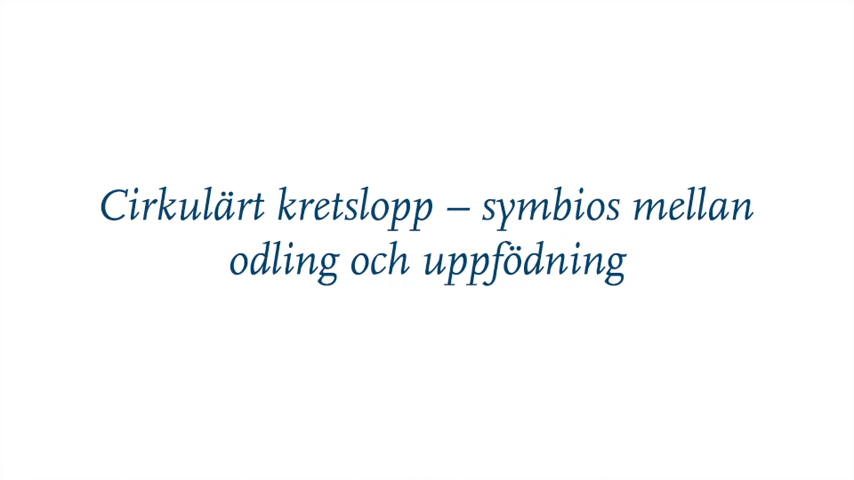 Cirkulärt kretslopp – symbios mellan
odling och uppfödning